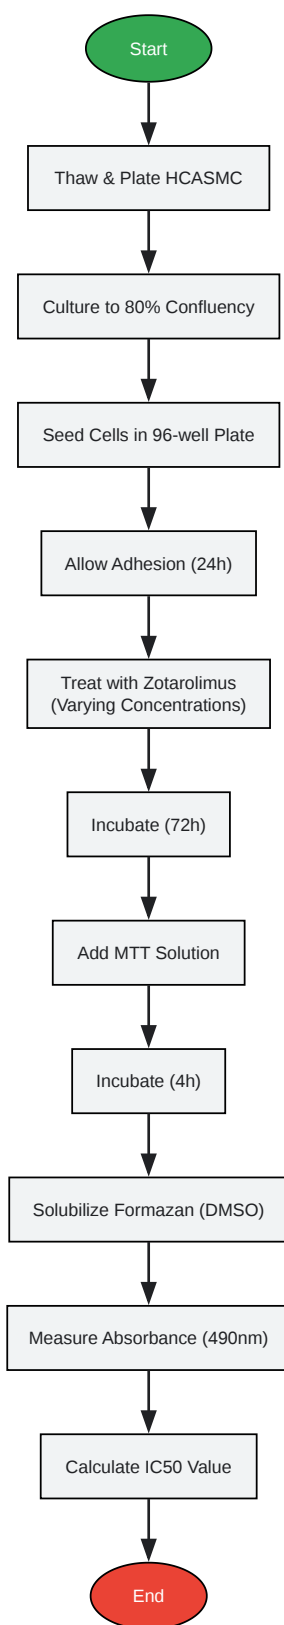 Start
Thaw & Plate HCASMC
Culture to 80% Confluency
Seed Cells in 96-well Plate
Allow Adhesion (24h)
Treat with Zotarolimus
(Varying Concentrations)
Incubate (72h)
Add MTT Solution
Incubate (4h)
Solubilize Formazan (DMSO)
Measure Absorbance (490nm)
Calculate IC50 Value
End